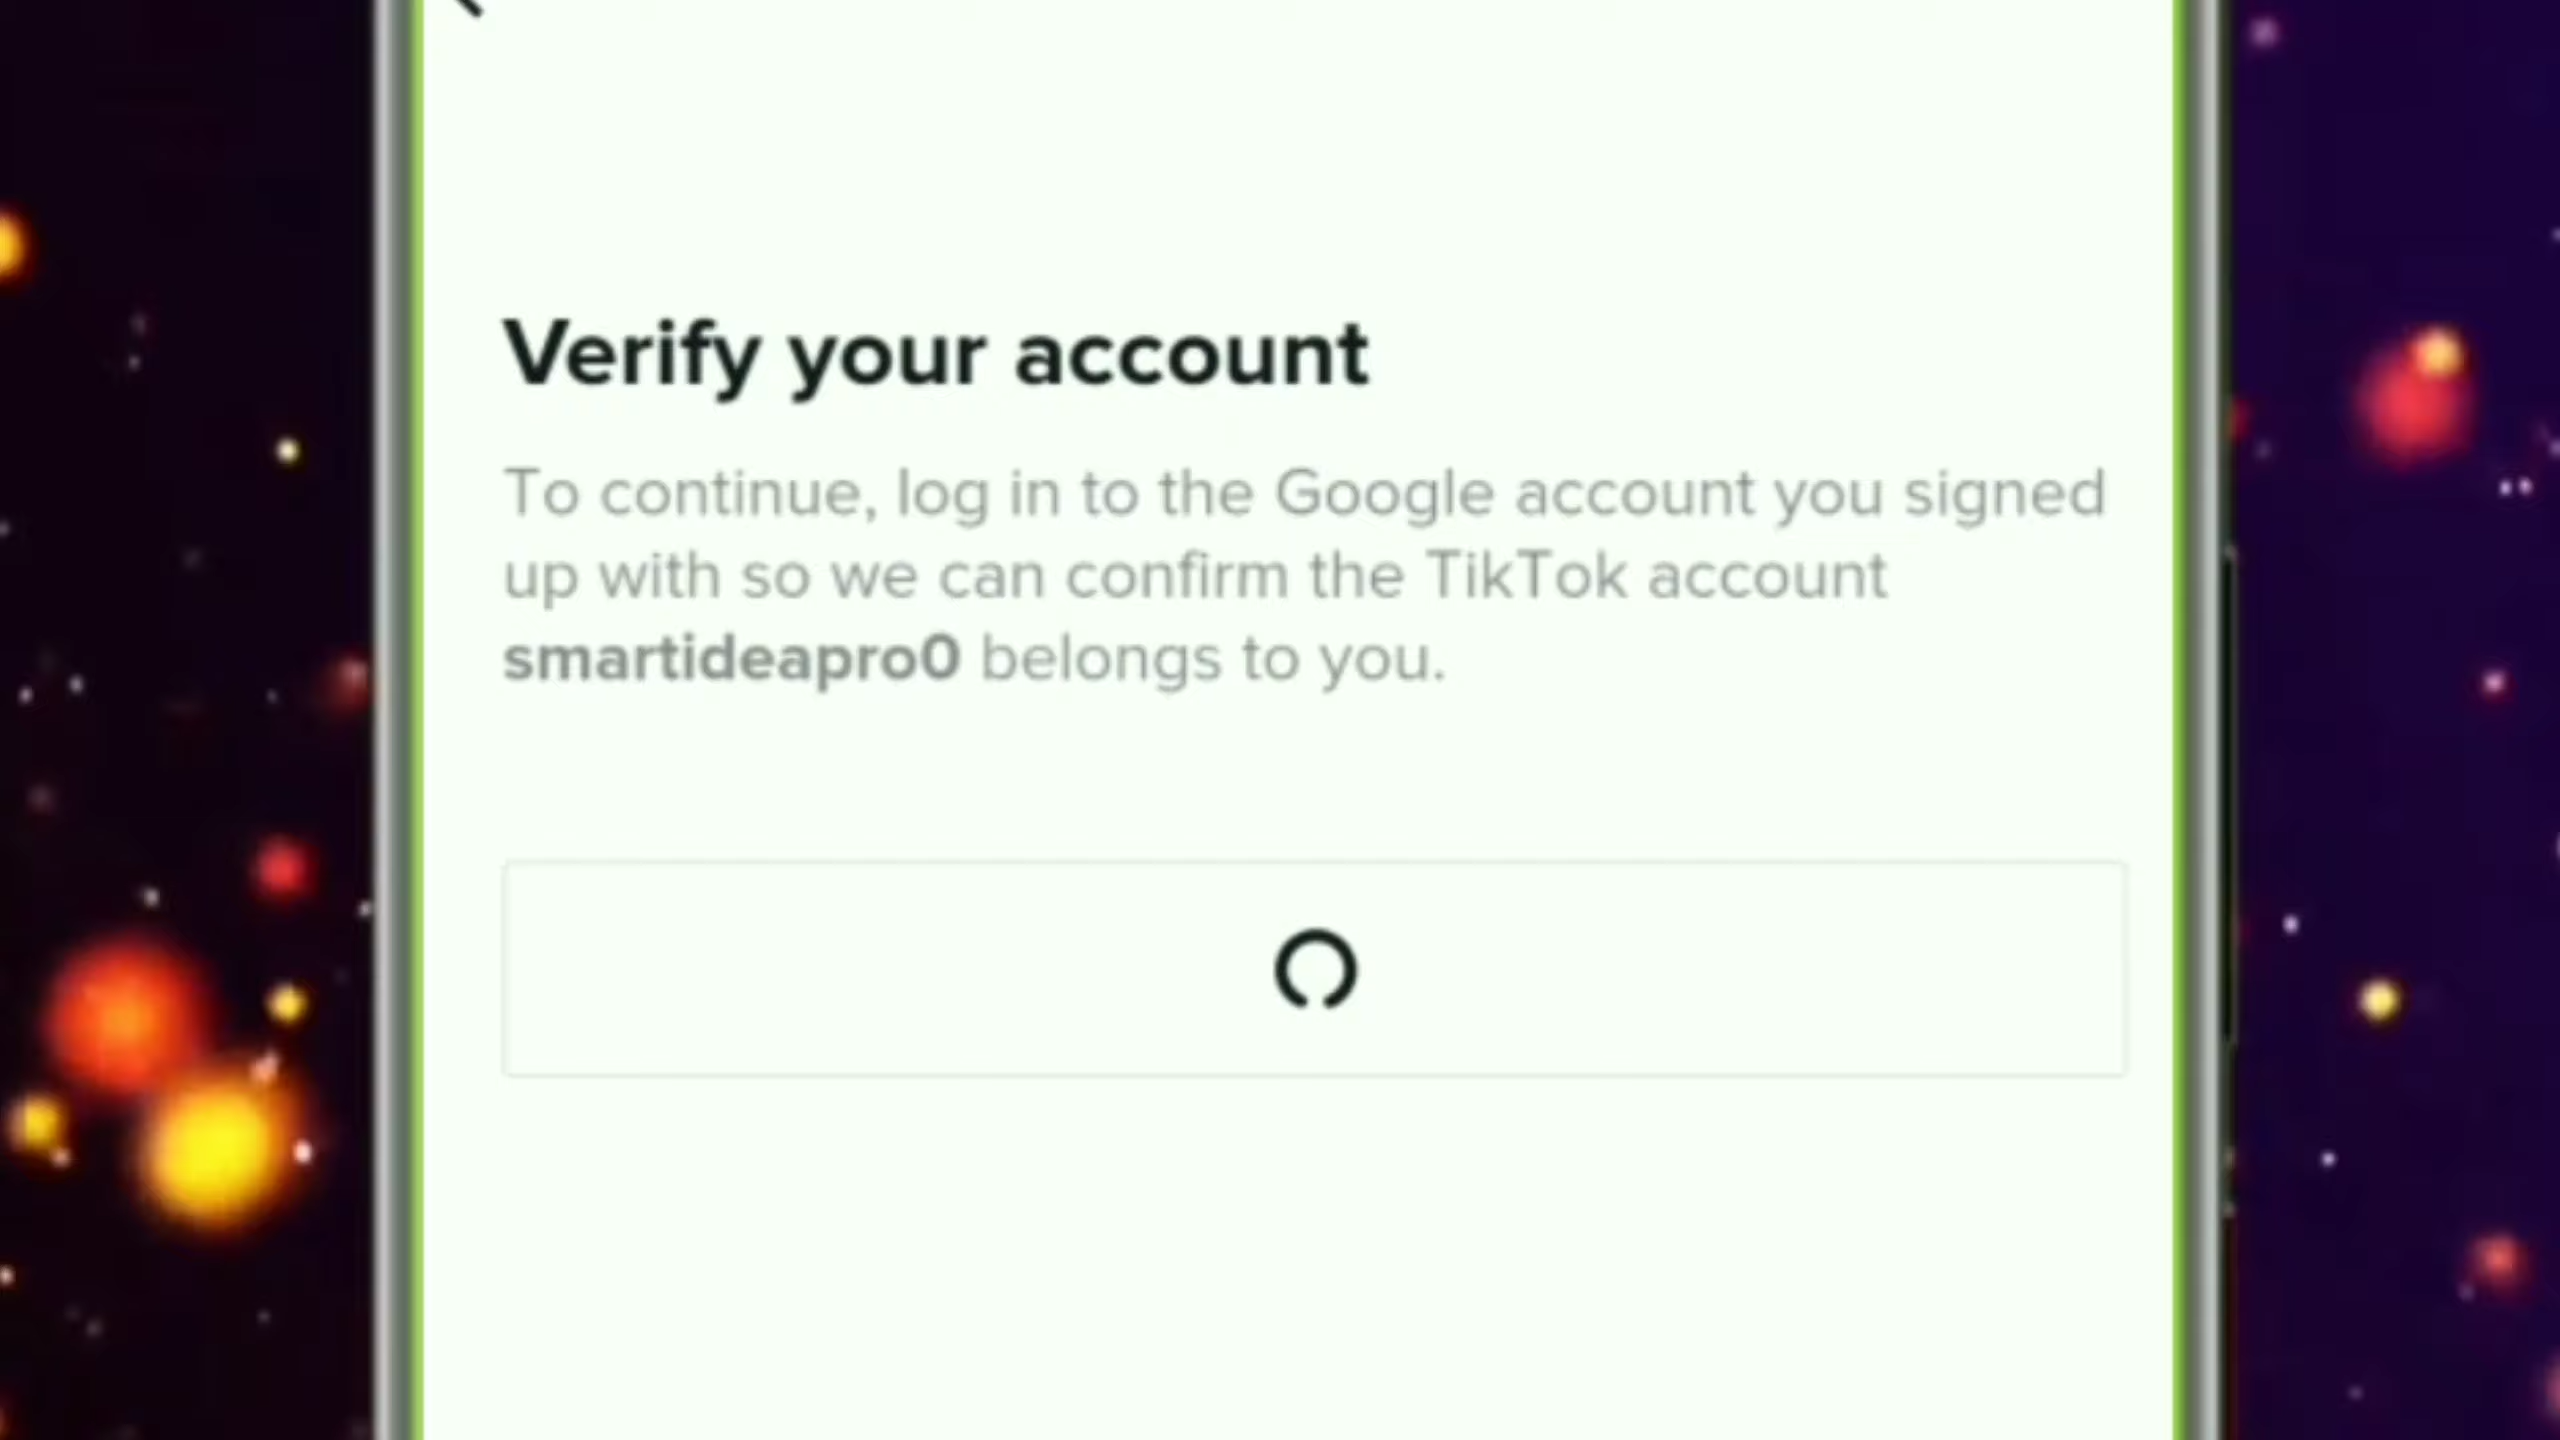 Verify your account
To continue, log in to the Google account you signed
up with so we can confirm the TikTok account
smartideapro0 belongs to you.